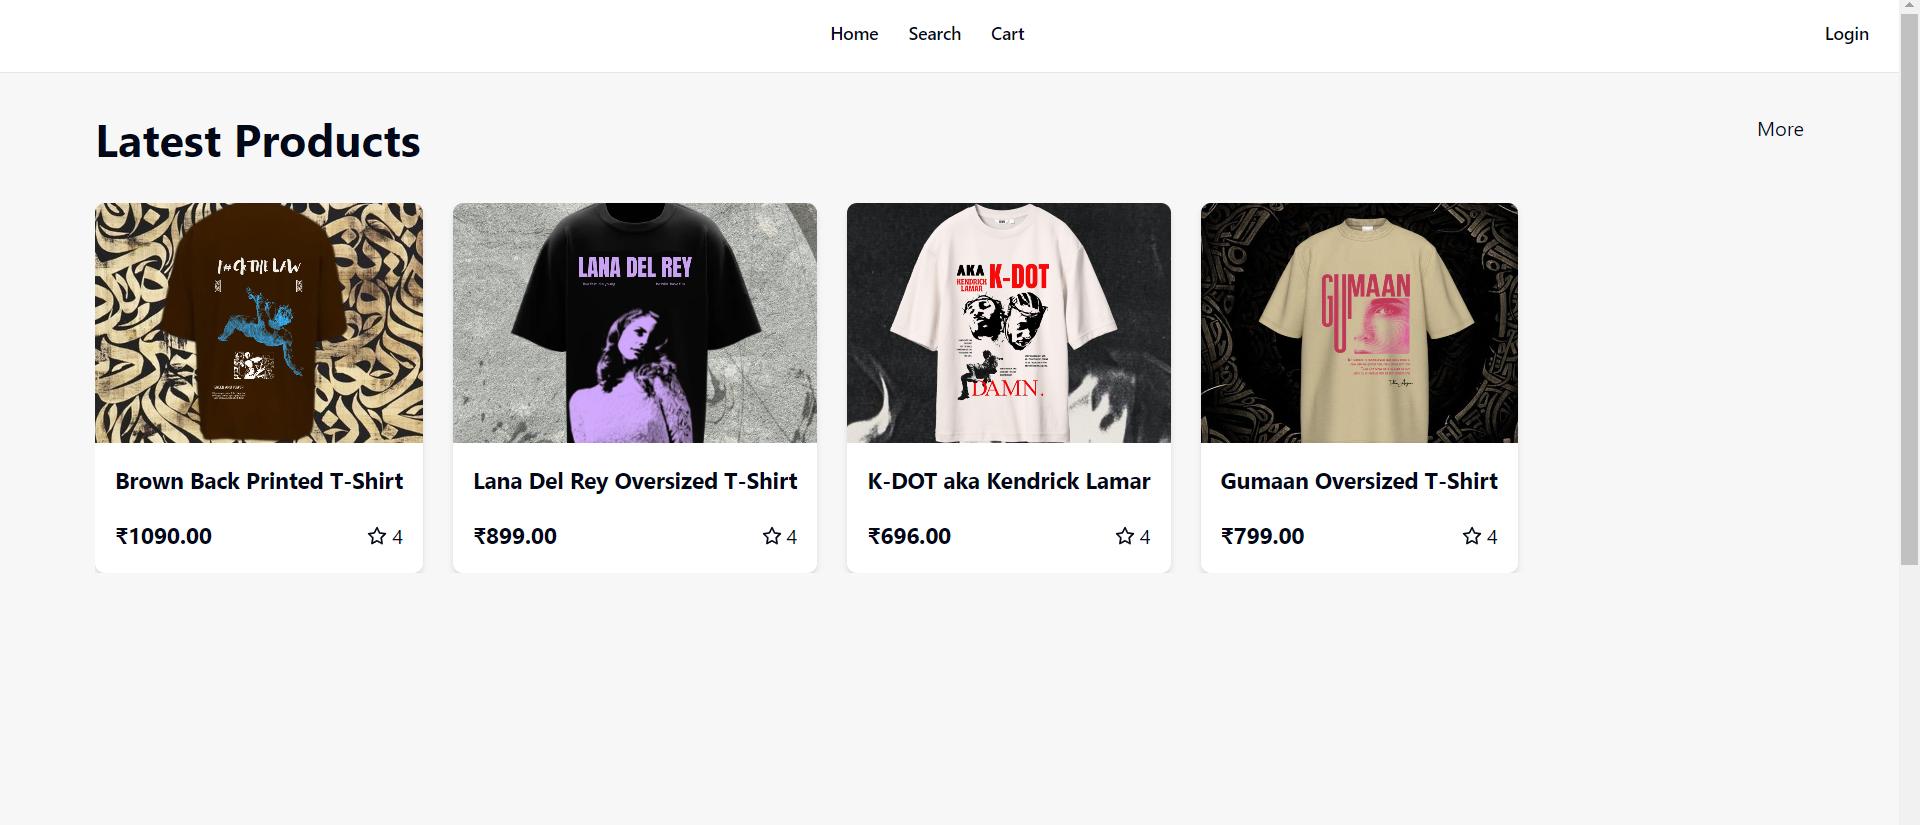 Home Search Cart Login
Latest Products
More
F#CK THE LAW
LANA DEL REY
AKA K-DOT
KENDRICK
LAMAR
DAMN.
GUMAAN
Brown Back Printed T-Shirt
₹1090.00 4
Lana Del Rey Oversized T-Shirt
₹899.00 4
K-DOT aka Kendrick Lamar
₹696.00 4
Gumaan Oversized T-Shirt
₹799.00 4